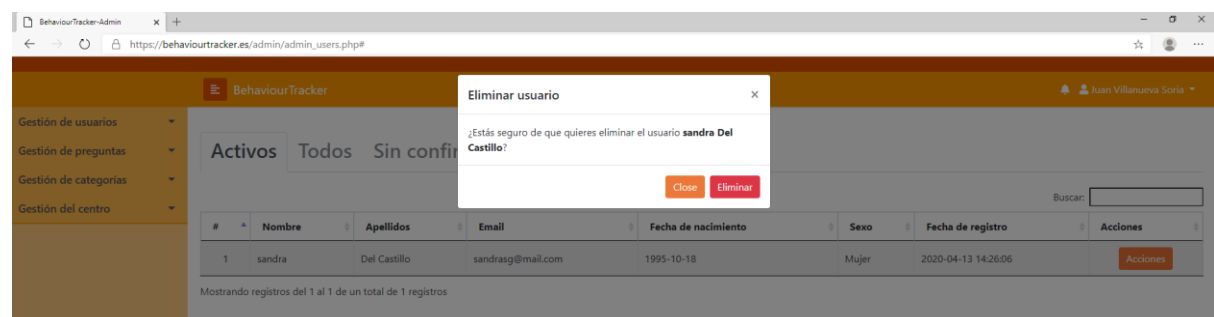 BehaviourTracker-Admin
https://behaviourtracker.es/admin/admin_users.php#
BehaviourTracker
Juan Villanueva Soria
Gestión de usuarios
Gestión de preguntas
Gestión de categorías
Gestión del centro
Activos Todos Sin confir
Eliminar usuario ×
¿Estás seguro de que quieres eliminar el usuario sandra Del
Castillo?
Close Eliminar
Buscar:
# Nombre Apellidos Email Fecha de nacimiento Sexo Fecha de registro Acciones
1 sandra Del Castillo sandrasg@mail.com 1995-10-18 Mujer 2020-04-13 14:26:06 Acciones
Mostrando registros del 1 al 1 de un total de 1 registros